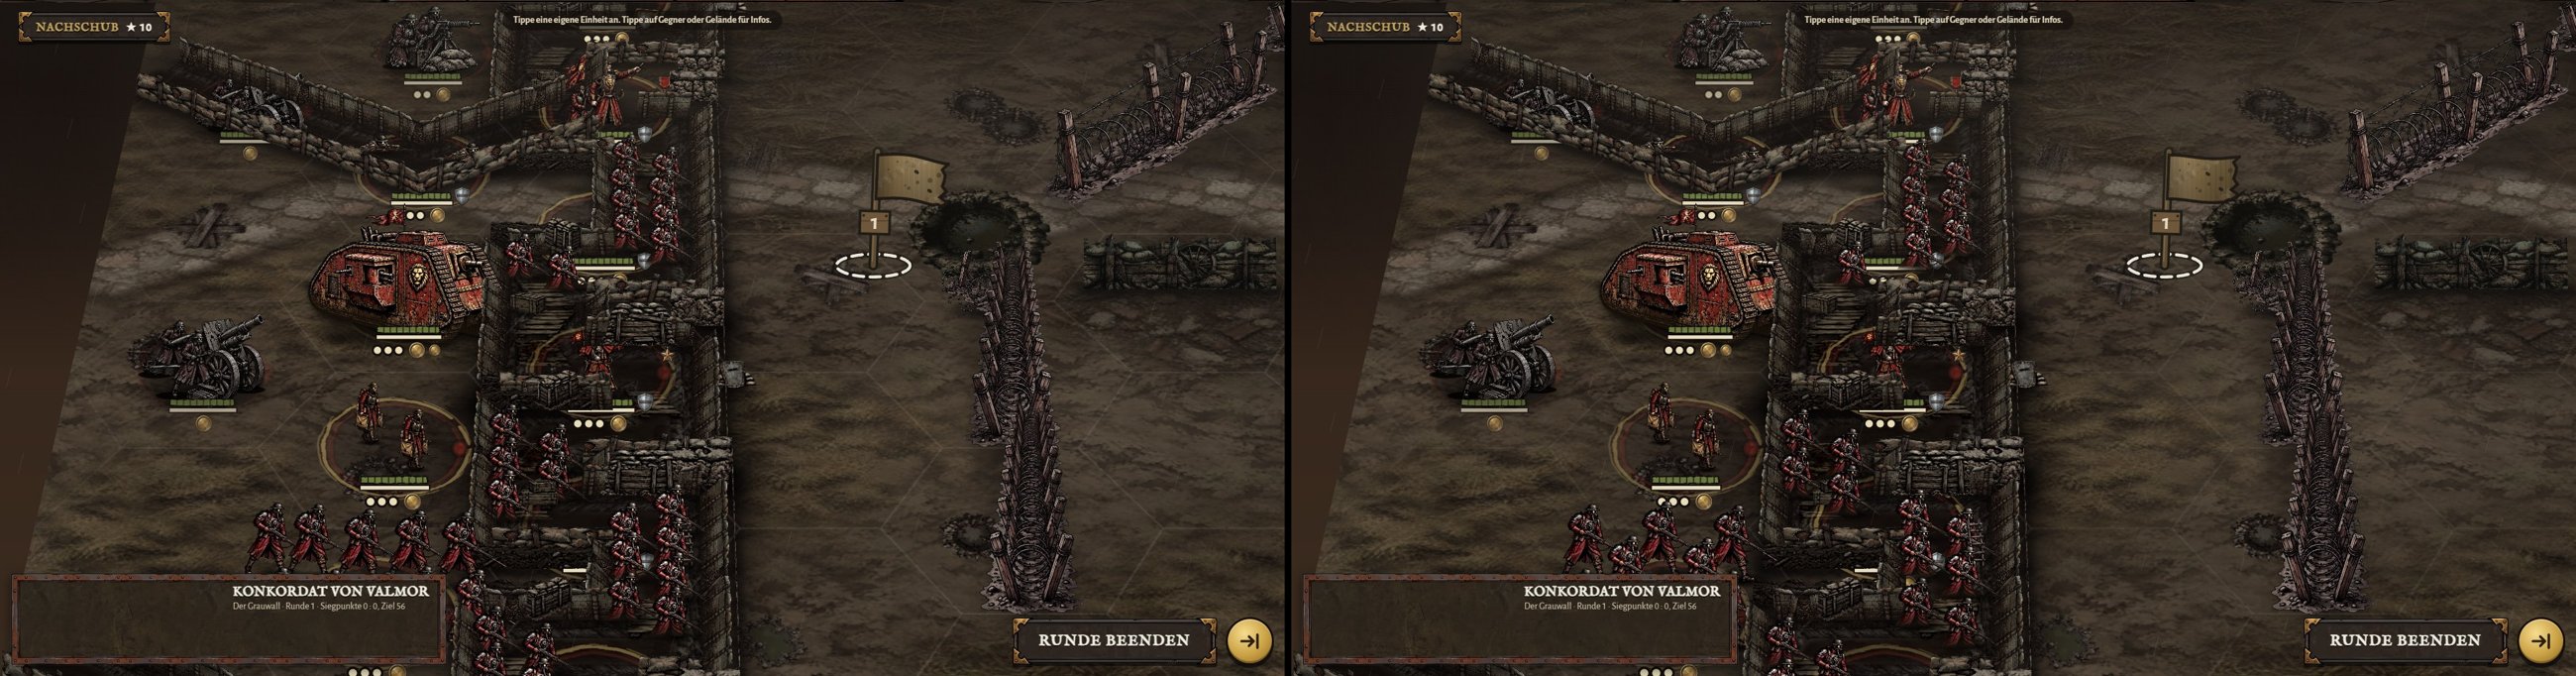 NACHSCHUB ★ 10
Tippe eine eigene Einheit an. Tippe auf Gegner oder Gelände für Infos.
1
KONKORDAT VON VALMOR
Der Grauwall · Runde 1 · Siegpunkte 0 : 0, Ziel 56
RUNDE BEENDEN
NACHSCHUB ★ 10
Tippe eine eigene Einheit an. Tippe auf Gegner oder Gelände für Infos.
1
KONKORDAT VON VALMOR
Der Grauwall · Runde 1 · Siegpunkte 0 : 0, Ziel 56
RUNDE BEENDEN